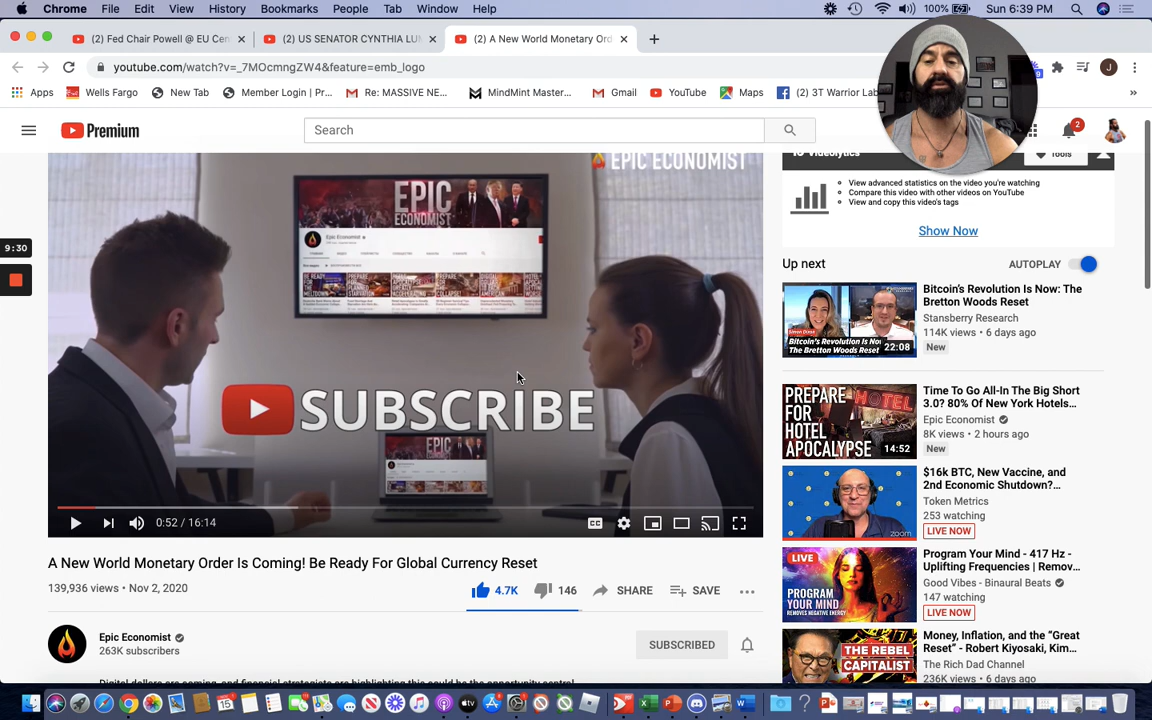 Chrome File Edit View History Bookmarks People Tab Window Help 100% Sun 6:39 PM
(2) Fed Chair Powell @ EU Cen × (2) US SENATOR CYNTHIA LUM × (2) A New World Monetary Ord × +
youtube.com/watch?v=_7MOcmngZW4&feature=emb_logo J
Apps Wells Fargo New Tab Member Login | Pr... Re: MASSIVE NE... MindMint Master... Gmail YouTube Maps (2) 3T Warrior Lab »
Premium Search 2
EPIC ECONOMIST
EPIC
ECONOMIST
Epic Economist
SUBSCRIBE
9:30
0:52 / 16:14 CC
A New World Monetary Order Is Coming! Be Ready For Global Currency Reset
139,936 views • Nov 2, 2020 4.7K 146 SHARE SAVE ...
Epic Economist
263K subscribers
SUBSCRIBED
Tools
View advanced statistics on the video you're watching
Compare this video with other videos on YouTube
View and copy this video's tags
Show Now
Up next AUTOPLAY
Bitcoin's Revolution Is Now
The Bretton Woods Reset
22:08
Bitcoin's Revolution Is Now: The
Bretton Woods Reset
Stansberry Research
114K views • 6 days ago
New
PREPARE
FOR
HOTEL
APOCALYPSE
HOTEL
14:52
Time To Go All-In The Big Short
3.0? 80% Of New York Hotels...
Epic Economist
8K views • 2 hours ago
New
zoom
$16k BTC, New Vaccine, and
2nd Economic Shutdown?...
Token Metrics
253 watching
LIVE NOW
LIVE
PROGRAM
YOUR MIND
REMOVES NEGATIVE ENERGY
Program Your Mind - 417 Hz -
Uplifting Frequencies | Remov...
Good Vibes - Binaural Beats
147 watching
LIVE NOW
THE REBEL
CAPITALIST
Money, Inflation, and the “Great
Reset” - Robert Kiyosaki, Kim...
The Rich Dad Channel
236K views • 6 days ago